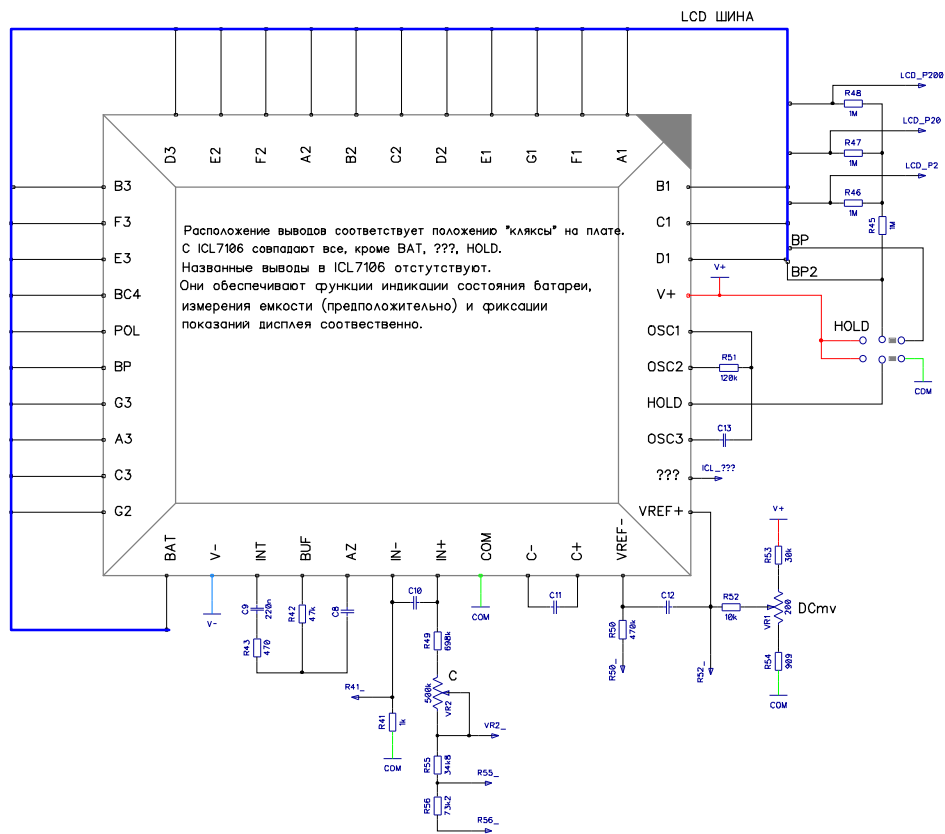 LCD ШИНА
LCD_P200
R48
1M
LCD_P20
R47
1M
LCD_P2
R46
1M
R45
1M
BP
BP2
D3
E2
F2
A2
B2
C2
D2
E1
G1
F1
A1
B3
F3
E3
BC4
POL
BP
G3
A3
C3
G2
Расположение выводов соответствует положению "кляксы" на плате.
С ICL7106 совпадают все, кроме BAT, ???, HOLD.
Названные выводы в ICL7106 отсутствуют.
Они обеспечивают функции индикации состояния батареи,
измерения емкости (предположительно) и фиксации
показаний дисплея соотвественно.
B1
C1
D1
V+
OSC1
OSC2
HOLD
OSC3
???
VREF+
V+
HOLD
COM
R51
120k
C13
ICL_???
BAT
V-
INT
BUF
AZ
IN-
IN+
COM
C-
C+
VREF-
V-
C9
220n
R43
470
R42
47k
C8
C10
R49
698k
C
500k
VR2
VR2_
R41_
R41
1k
COM
R55
34k8
R55_
R56
73k2
R56_
COM
C11
C12
R50
470k
R50_
R52_
R52
10k
V+
R53
30k
VR1
200
DCmv
R54
909
COM